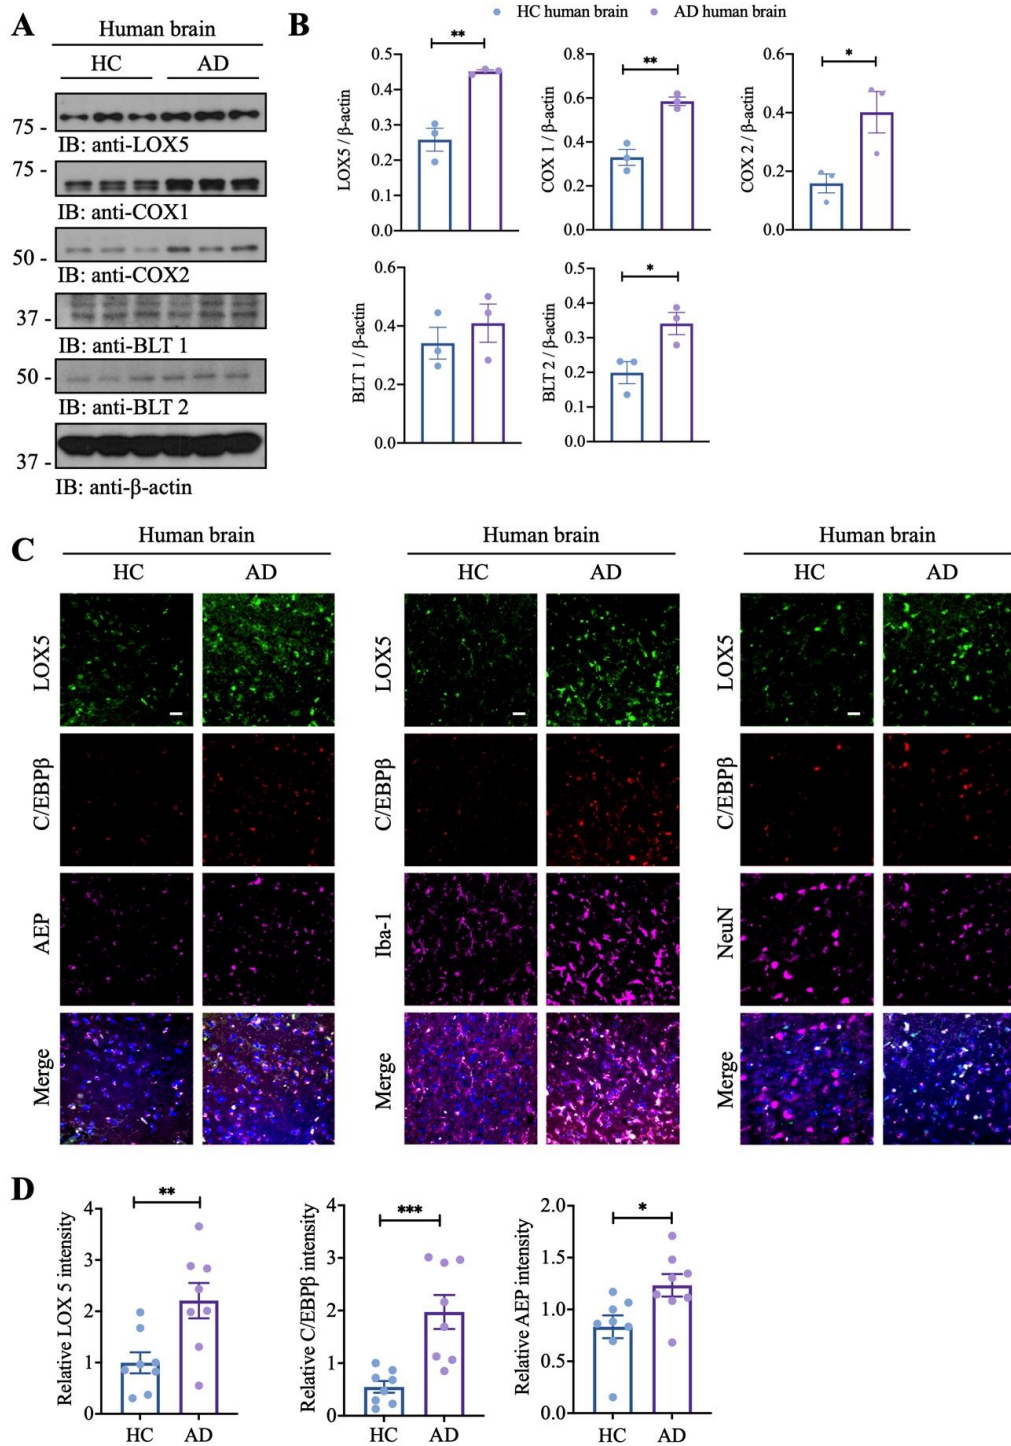 A
Human brain
HC AD
75 -
IB: anti-LOX5
75 -
IB: anti-COX1
50 -
IB: anti-COX2
37 -
IB: anti-BLT 1
50 -
IB: anti-BLT 2
37 -
IB: anti-β-actin
B
HC human brain AD human brain
LOX5 / β-actin
0.5
0.4
0.3
0.2
0.1
0.0
**
COX 1 / β-actin
0.8
0.6
0.4
0.2
0.0
**
COX 2 / β-actin
0.6
0.4
0.2
0.0
*
BLT 1 / β-actin
0.6
0.4
0.2
0.0
BLT 2 / β-actin
0.5
0.4
0.3
0.2
0.1
0.0
*
C
Human brain Human brain Human brain
HC AD HC AD HC AD
LOX5 LOX5 LOX5
C/EBPβ C/EBPβ C/EBPβ
AEP Iba-1 NeuN
Merge Merge Merge
D
Relative LOX 5 intensity
4
3
2
1
0
**
HC AD
Relative C/EBPβ intensity
4
3
2
1
0
***
HC AD
Relative AEP intensity
2.0
1.5
1.0
0.5
0.0
*
HC AD